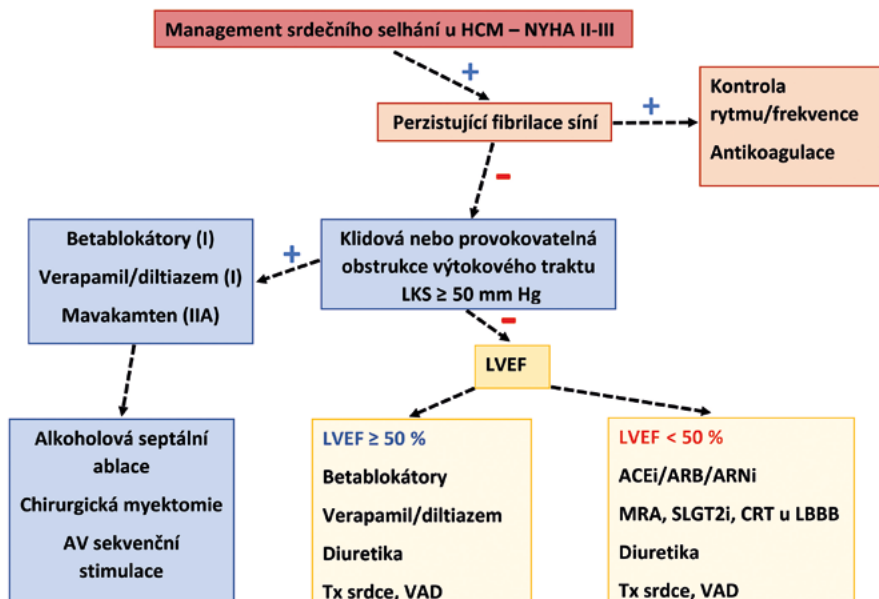 Management srdečního selhání u HCM – NYHA II-III
+
Perzistující fibrilace síní
+
Kontrola
rytmu/frekvence
Antikoagulace
–
Klidová nebo provokovatelná
obstrukce výtokového traktu
LKS ≥ 50 mm Hg
+
Betablokátory (I)
Verapamil/diltiazem (I)
Mavakamten (IIA)
Alkoholová septální
ablace
Chirurgická myektomie
AV sekvenční
stimulace
–
LVEF
LVEF ≥ 50 %
Betablokátory
Verapamil/diltiazem
Diuretika
Tx srdce, VAD
LVEF < 50 %
ACEi/ARB/ARNi
MRA, SLGT2i, CRT u LBBB
Diuretika
Tx srdce, VAD